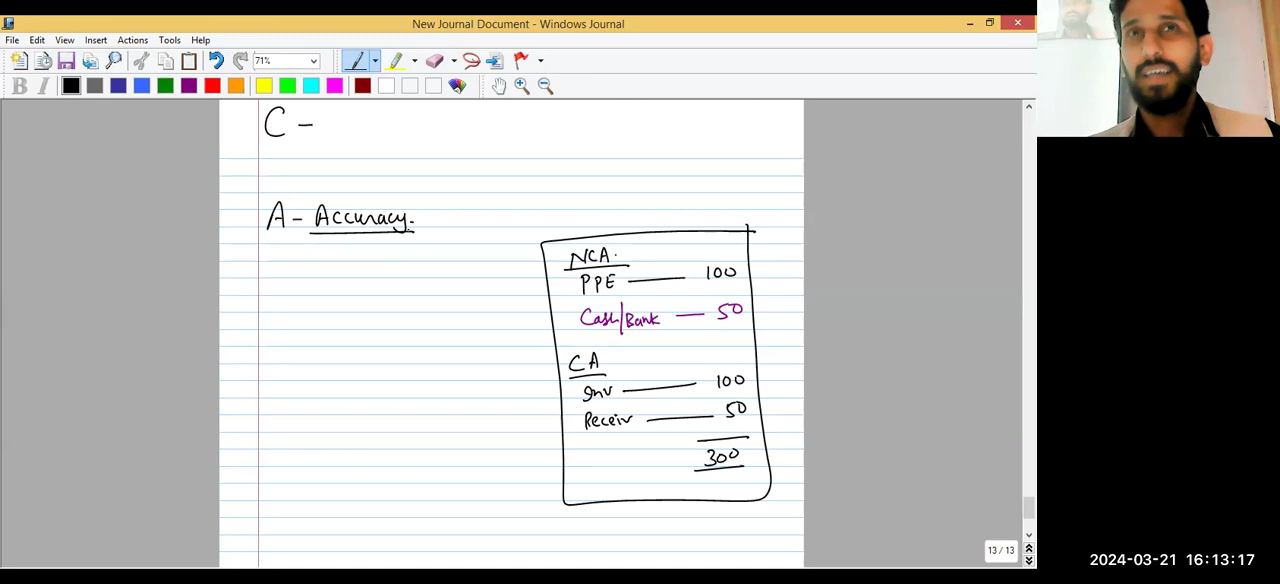 New Journal Document - Windows Journal
File Edit View Insert Actions Tools Help
71%
B I
C -
A - Accuracy.
NCA.
PPE — 100
Cash/Bank — 50
CA
Inv — 100
Receiv — 50
300
13 / 13
2024-03-21 16:13:17